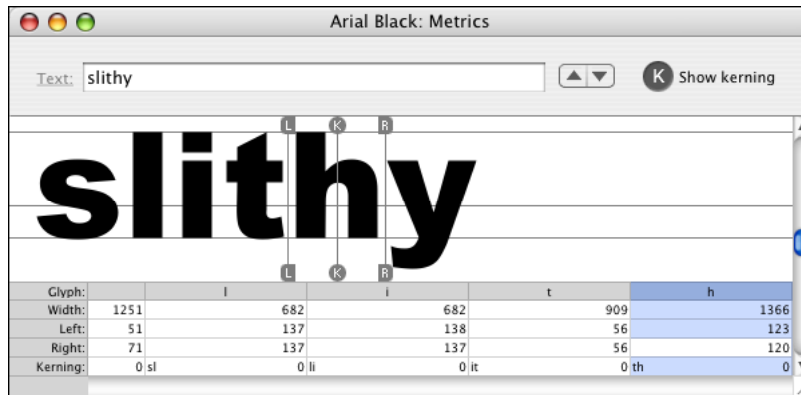 Arial Black: Metrics
Text: slithy K Show kerning
L K R
slithy
L K R
Glyph: l i t h
Width: 1251 682 682 909 1366
Left: 51 137 138 56 123
Right: 71 137 137 56 120
Kerning: 0 sl 0 li 0 it 0 th 0